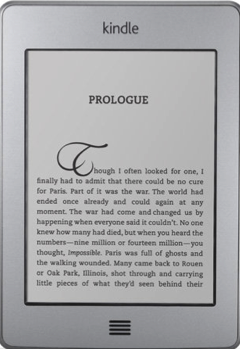 kindle
PROLOGUE
Though I often looked for one, I
finally had to admit that there could be no cure
for Paris. Part of it was the war. The world had
ended once already and could again at any
moment. The war had come and changed us by
happening when everyone said it couldn't. No one
knew how many had died, but when you heard the
numbers—nine million or fourteen million—you
thought, impossible. Paris was full of ghosts and
the walking wounded. Many came back to Rouen
or Oak Park, Illinois, shot through and carrying
little pieces of what they'd seen behind their